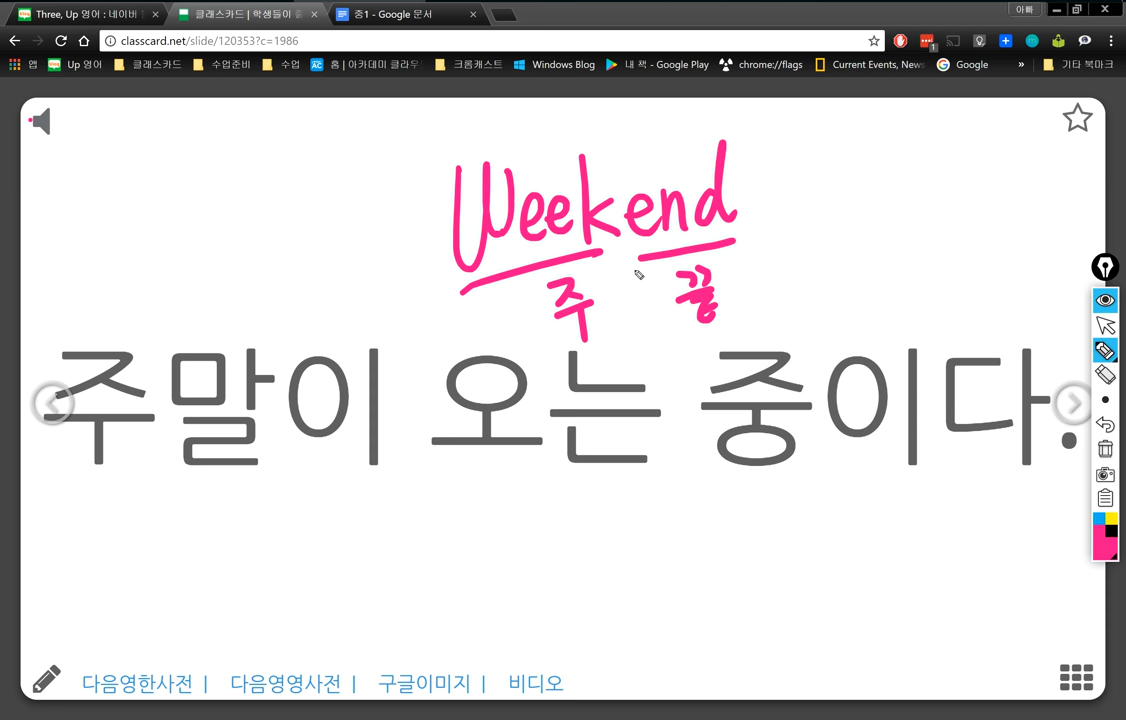 Three, Up 영어 : 네이버
클래스카드 | 학생들이 줄
중1 - Google 문서
아빠
classcard.net/slide/120353?c=1986
1
앱
Up 영어
클래스카드
수업준비
수업
홈 | 아카데미 클라우
크롬캐스트
Windows Blog
내 책 - Google Play
chrome://flags
Current Events, News
Google
»
기타 북마크
Weekend
주 끝
주말이 오는 중이다.
다음영한사전 | 다음영영사전 | 구글이미지 | 비디오